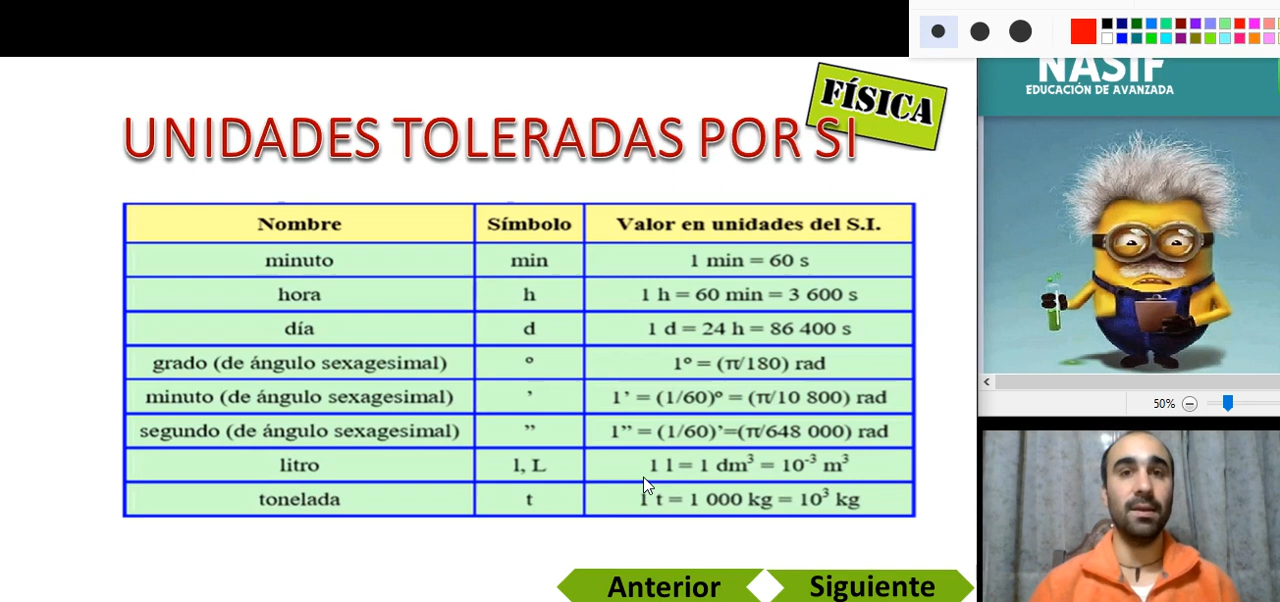 NASIF
EDUCACIÓN DE AVANZADA
FÍSICA
UNIDADES TOLERADAS POR SI
Nombre Símbolo Valor en unidades del S.I.
minuto min 1 min = 60 s
hora h 1 h = 60 min = 3 600 s
día d 1 d = 24 h = 86 400 s
grado (de ángulo sexagesimal) º 1º = (π/180) rad
minuto (de ángulo sexagesimal) ’ 1’ = (1/60)º = (π/10 800) rad
segundo (de ángulo sexagesimal) ” 1” = (1/60)’=(π/648 000) rad
litro l, L 1 l = 1 dm³ = 10⁻³ m³
tonelada t 1 t = 1 000 kg = 10³ kg
50%
Anterior Siguiente